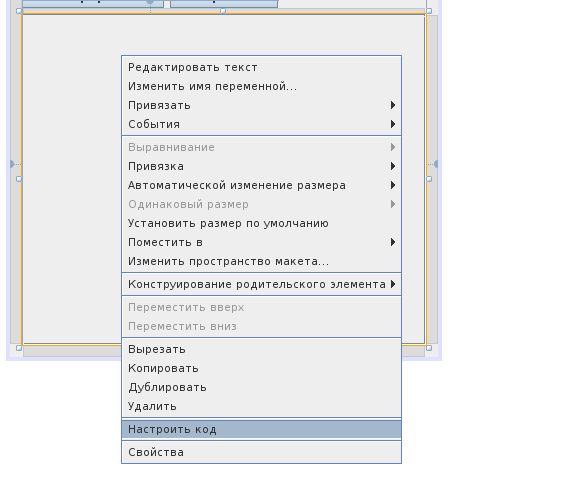 Редактировать текст
Изменить имя переменной...
Привязать
События
Выравнивание
Привязка
Автоматической изменение размера
Одинаковый размер
Установить размер по умолчанию
Поместить в
Изменить пространство макета...
Конструирование родительского элемента
Переместить вверх
Переместить вниз
Вырезать
Копировать
Дублировать
Удалить
Настроить код
Свойства